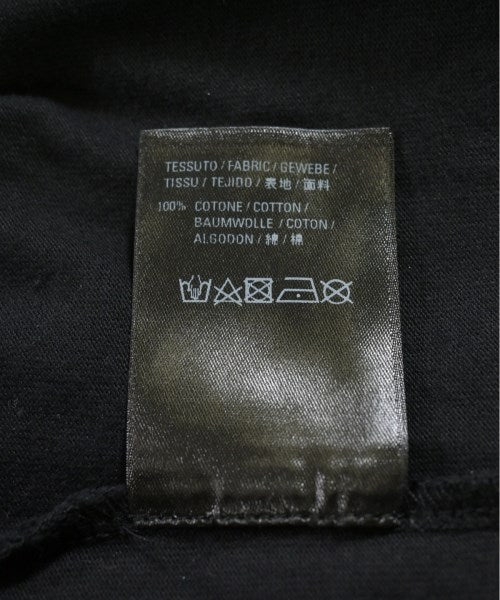 TESSUTO / FABRIC / GEWEBE /
TISSU / TEJIDO / 表地 / 面料
100% COTONE / COTTON /
BAUMWOLLE / COTON /
ALGODON / 綿 / 棉